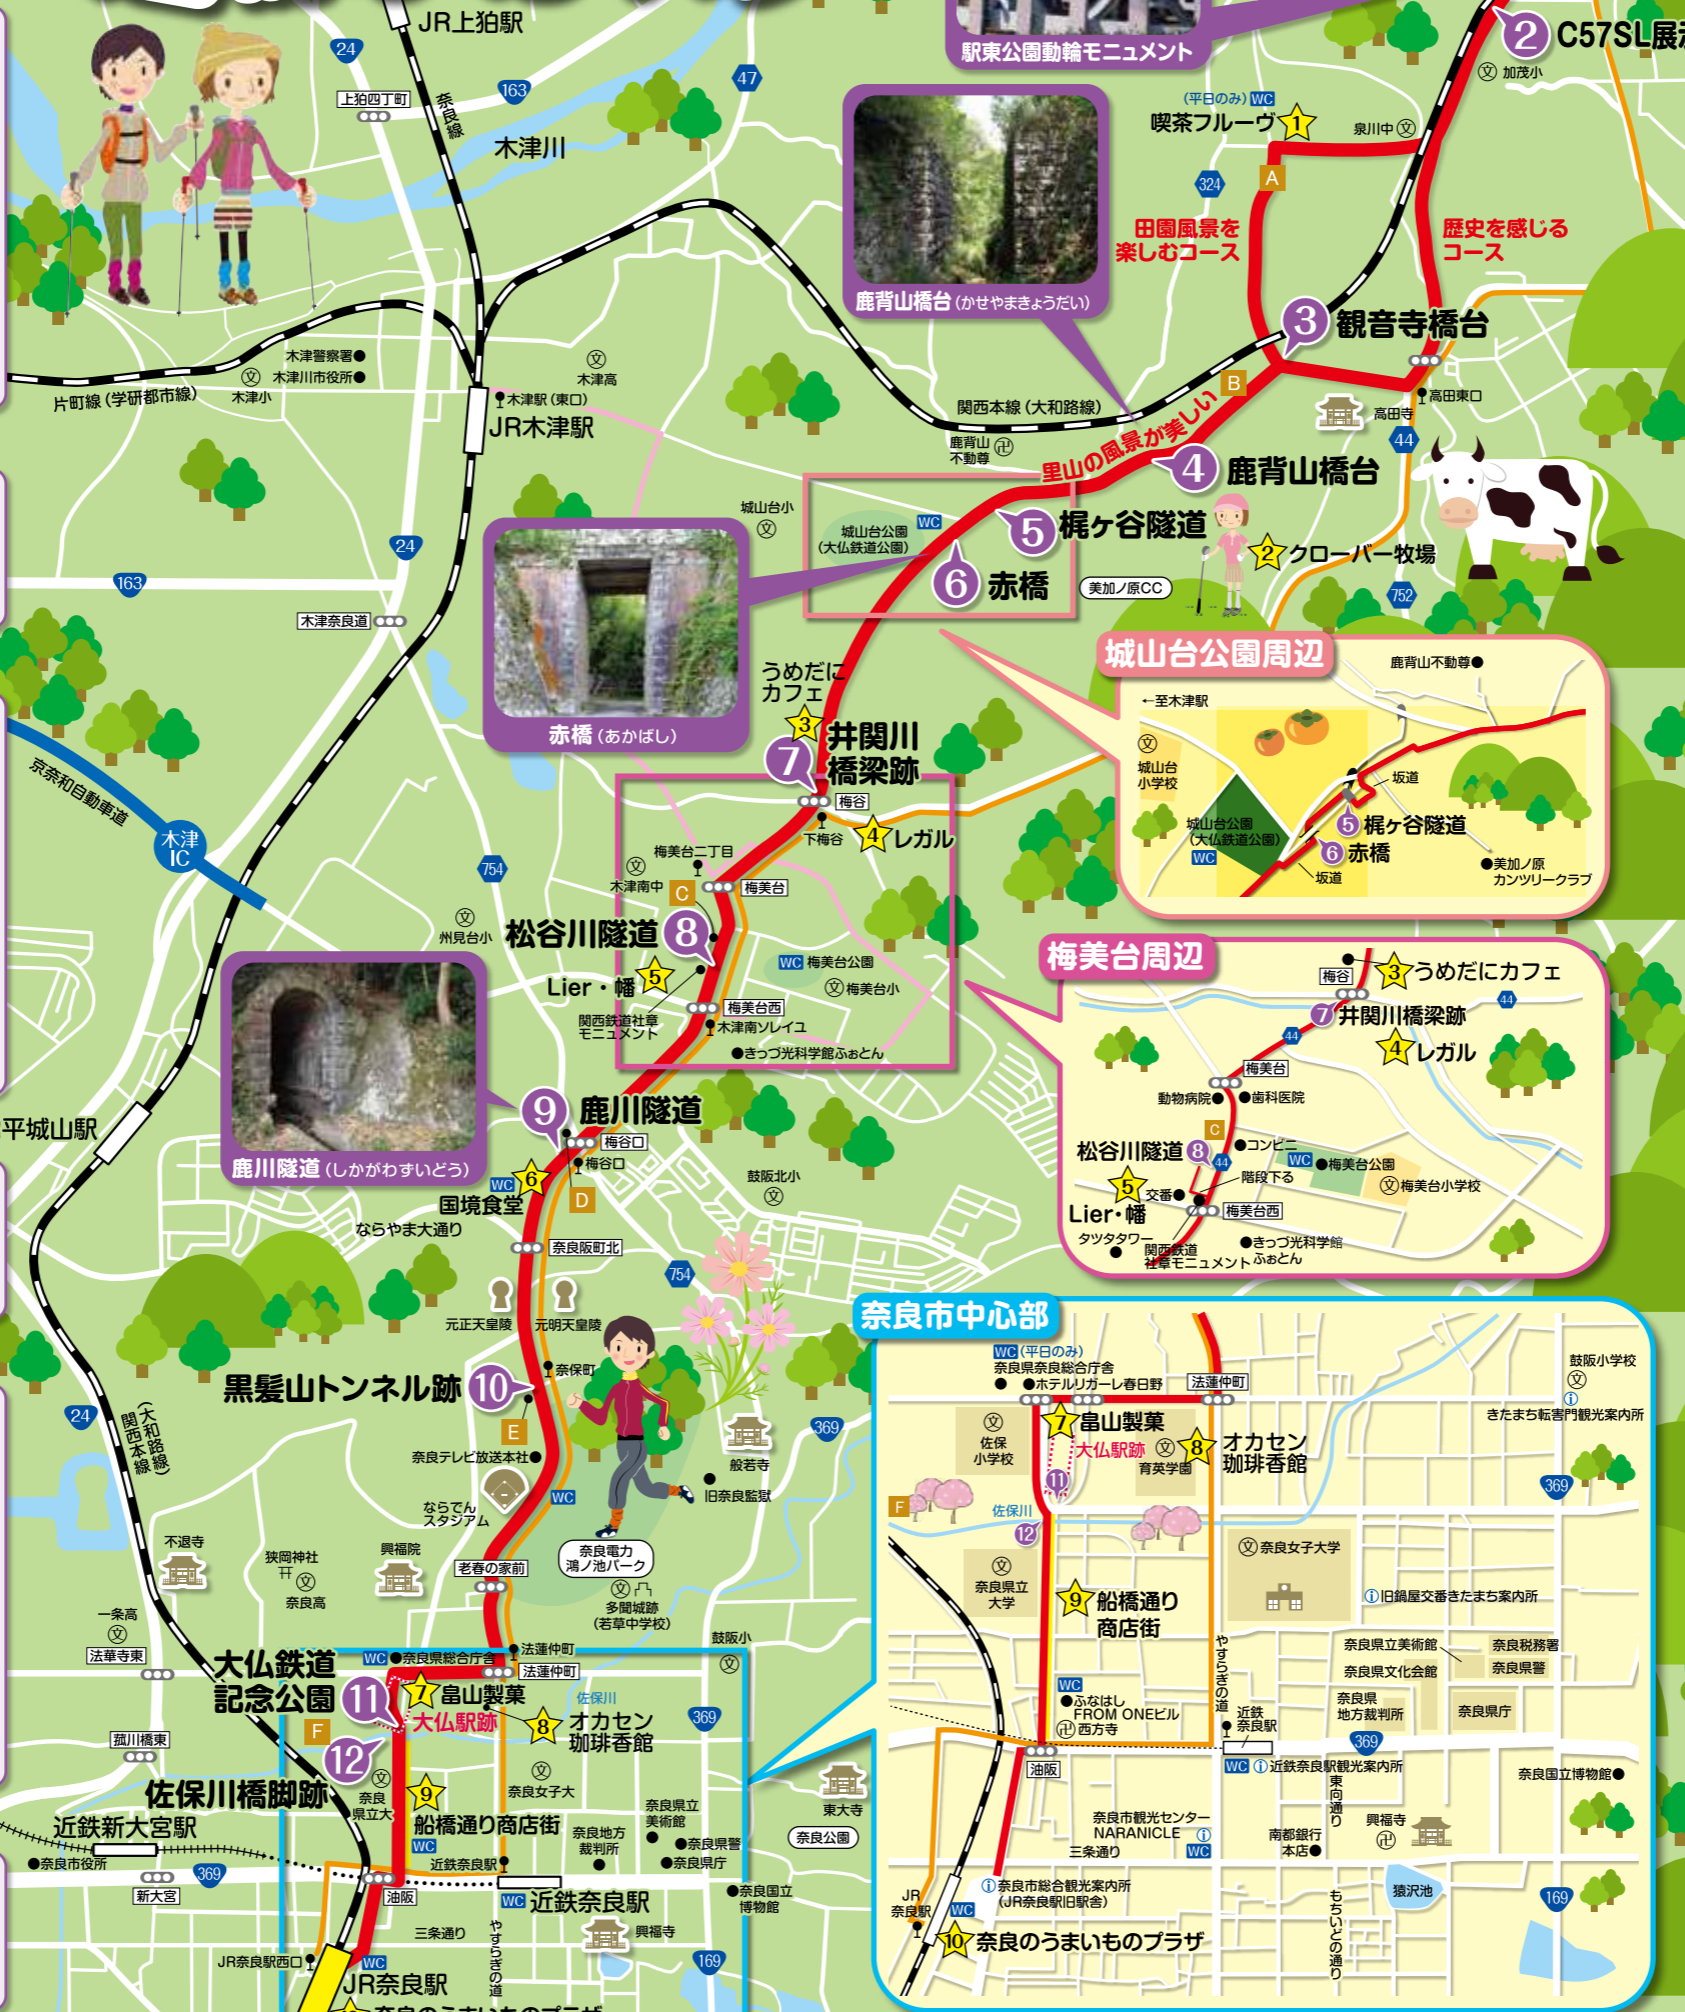 JR上狛駅
24
163
47
上狛四丁町
奈良線
木津川
駅東公園動輪モニュメント
2
C57SL展示
文 加茂小
(平日のみ) WC
喫茶フルーヴ 1
泉川中 文
A
324
田園風景を
楽しむコース
歴史を感じる
コース
鹿背山橋台(かせやまきょうだい)
3 観音寺橋台
木津警察署
木津川市役所
文
木津小
片町線(学研都市線)
文
木津高
木津駅(東口)
JR木津駅
関西本線(大和路線)
B
高田東口
高田寺
44
鹿背山
不動尊
里山の風景が美しい
4 鹿背山橋台
城山台小
文
城山台公園
(大仏鉄道公園)
WC
5 梶ヶ谷隧道
6 赤橋
2 クローバー牧場
美加ノ原CC
752
24
163
木津奈良道
赤橋(あかばし)
城山台公園周辺
鹿背山不動尊
←至木津駅
文
城山台
小学校
坂道
城山台公園
(大仏鉄道公園)
WC
5 梶ヶ谷隧道
6 赤橋
坂道
美加ノ原
カンツリークラブ
うめだに
カフェ
3
7 井関川
橋梁跡
梅谷
下梅谷
4 レガル
京奈和自動車道
木津
IC
754
梅美台二丁目
文
木津南中
C
梅美台
文
州見台小
松谷川隧道 8
WC 梅美台公園
文 梅美台小
Lier・幡 5
関西鉄道社章
モニュメント
梅美台西
木津南ソレイユ
きっづ光科学館ふぉとん
梅美台周辺
梅谷
3 うめだにカフェ
44
7 井関川橋梁跡
44
4 レガル
梅美台
動物病院
歯科医院
C
コンビニ
松谷川隧道 8
44
WC
梅美台公園
階段下る
文 梅美台小学校
5
交番
Lier・幡
梅美台西
タツタタワー
関西鉄道
社章モニュメント
きっづ光科学館
ふぉとん
鹿川隧道(しかがわずいどう)
9 鹿川隧道
平城山駅
梅谷口
梅谷口
WC 6
国境食堂
D
鼓阪北小
文
ならやま大通り
奈良阪町北
754
元正天皇陵
元明天皇陵
奈保町
黒髪山トンネル跡 10
E
24
関西本線
(大和路線)
奈良テレビ放送本社
般若寺
369
旧奈良監獄
WC
ならでん
スタジアム
奈良電力
鴻ノ池パーク
不退寺
狭岡神社
文
奈良高
興福院
老春の家前
文
多聞城跡
(若草中学校)
一条高
文
法華寺東
鼓阪小
文
法蓮仲町
WC 奈良県総合庁舎
法蓮仲町
大仏鉄道
記念公園 11
7 畠山製菓
大仏駅跡
佐保川
8 オカセン
珈琲香館
369
F
菰川橋東
12
佐保川橋脚跡
文
奈良
県立大
9
船橋通り商店街
WC
文
奈良女子大
東大寺
奈良公園
近鉄新大宮駅
奈良市役所
新大宮
369
奈良地方
裁判所
奈良県立
美術館
奈良県警
奈良県庁
近鉄奈良駅
油阪
WC 近鉄奈良駅
奈良国立
博物館
三条通り
やすらぎの道
興福寺
169
JR奈良駅西口
WC
JR奈良駅
奈良のうまいものプラザ
奈良市中心部
WC (平日のみ)
奈良県奈良総合庁舎
ホテルリガーレ春日野
法蓮仲町
鼓阪小学校
文
i
きたまち転害門観光案内所
文
佐保
小学校
7 畠山製菓
大仏駅跡
文
育英学園
8 オカセン
珈琲香館
11
369
F
佐保川
12
文
奈良県立
大学
文 奈良女子大学
i 旧鍋屋交番きたまち案内所
9 船橋通り
商店街
奈良県立美術館
奈良税務署
奈良県文化会館
奈良県警
やすらぎの道
奈良県
地方裁判所
奈良県庁
WC
ふなはし
FROM ONEビル
西方寺
近鉄
奈良駅
369
油阪
WC i 近鉄奈良駅観光案内所
奈良国立博物館
東向通り
奈良市観光センター
NARANICLE i
WC
三条通り
南都銀行
本店
興福寺
i 奈良市総合観光案内所
(JR奈良駅旧駅舎)
WC
JR
奈良駅
10 奈良のうまいものプラザ
もちいどの通り
猿沢池
169